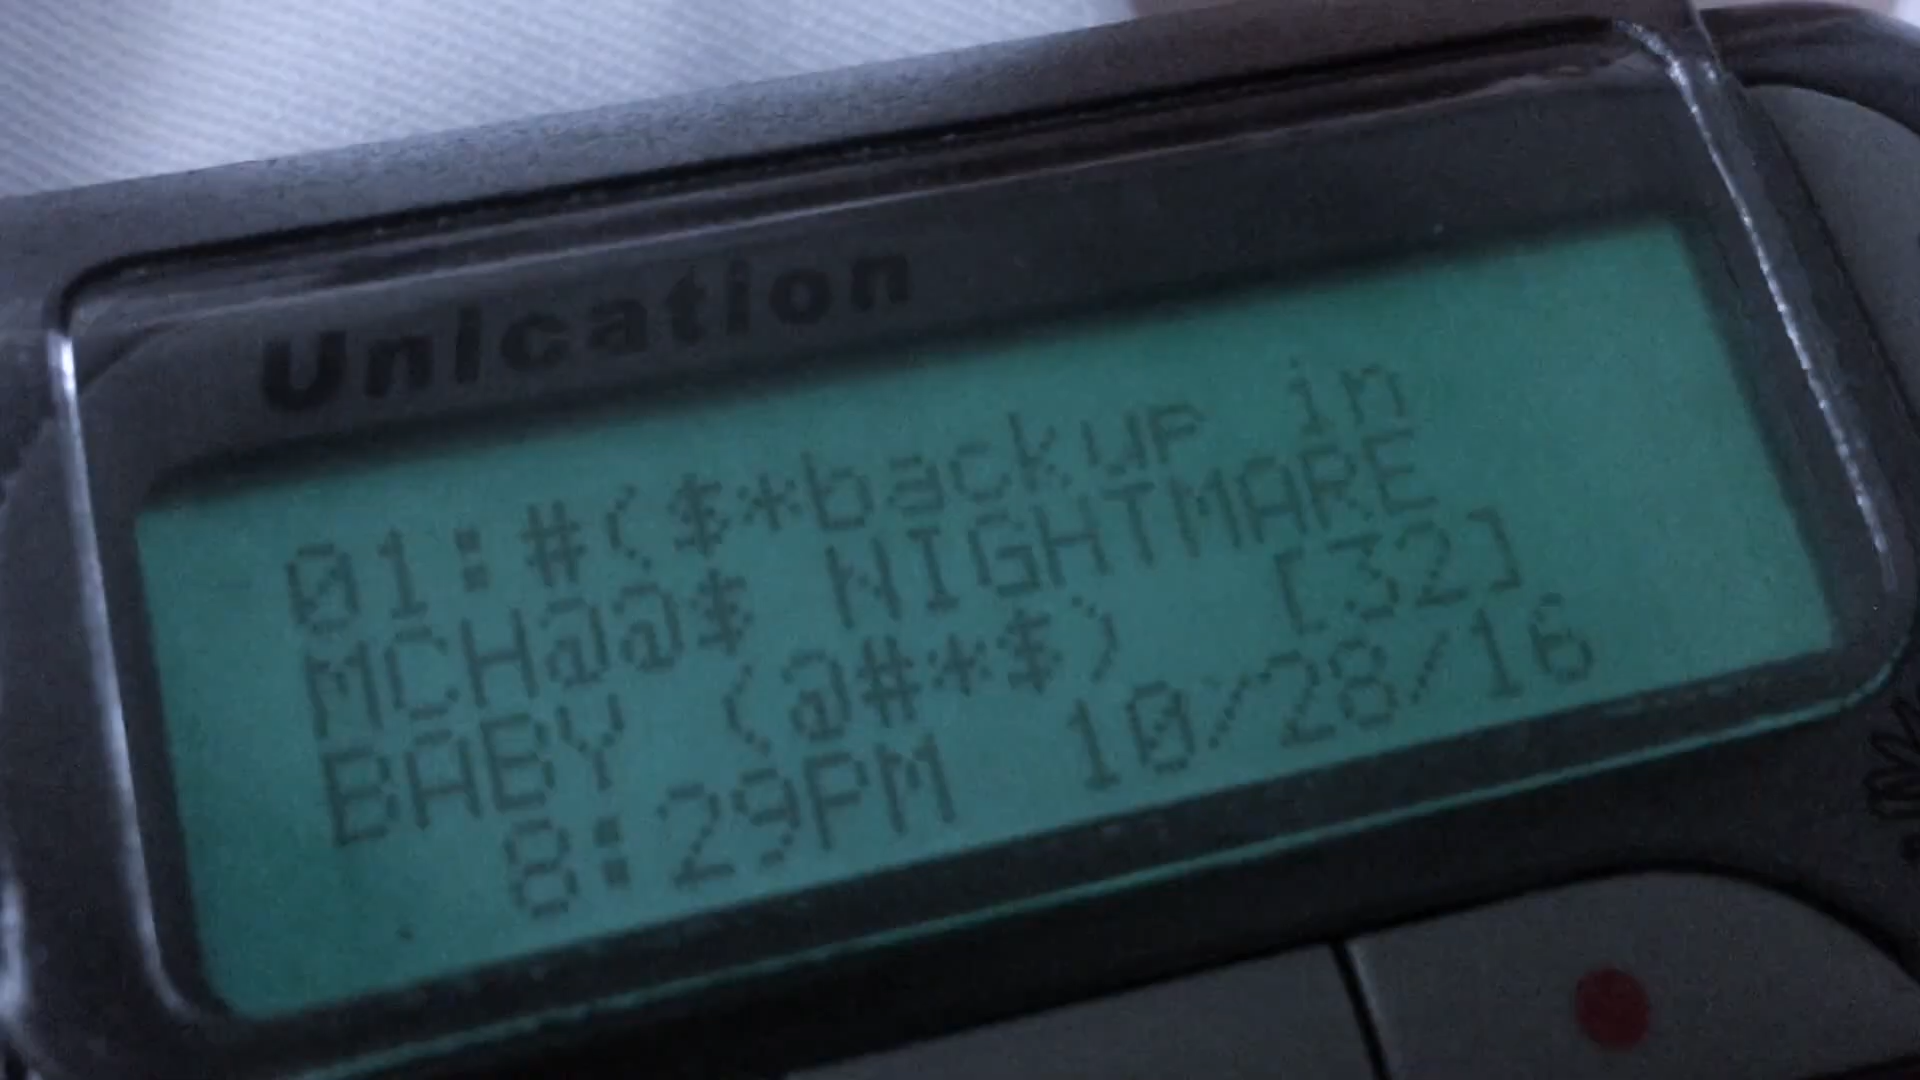 Unication
01:#($*backup in
MCH@@$ NIGHTMARE
BABY (@#*$) [32]
8:29PM 10/28/16